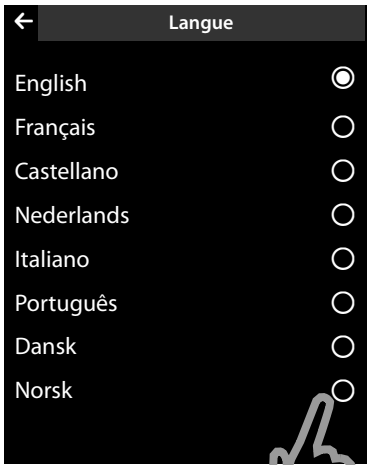 Langue
English
Français
Castellano
Nederlands
Italiano
Português
Dansk
Norsk